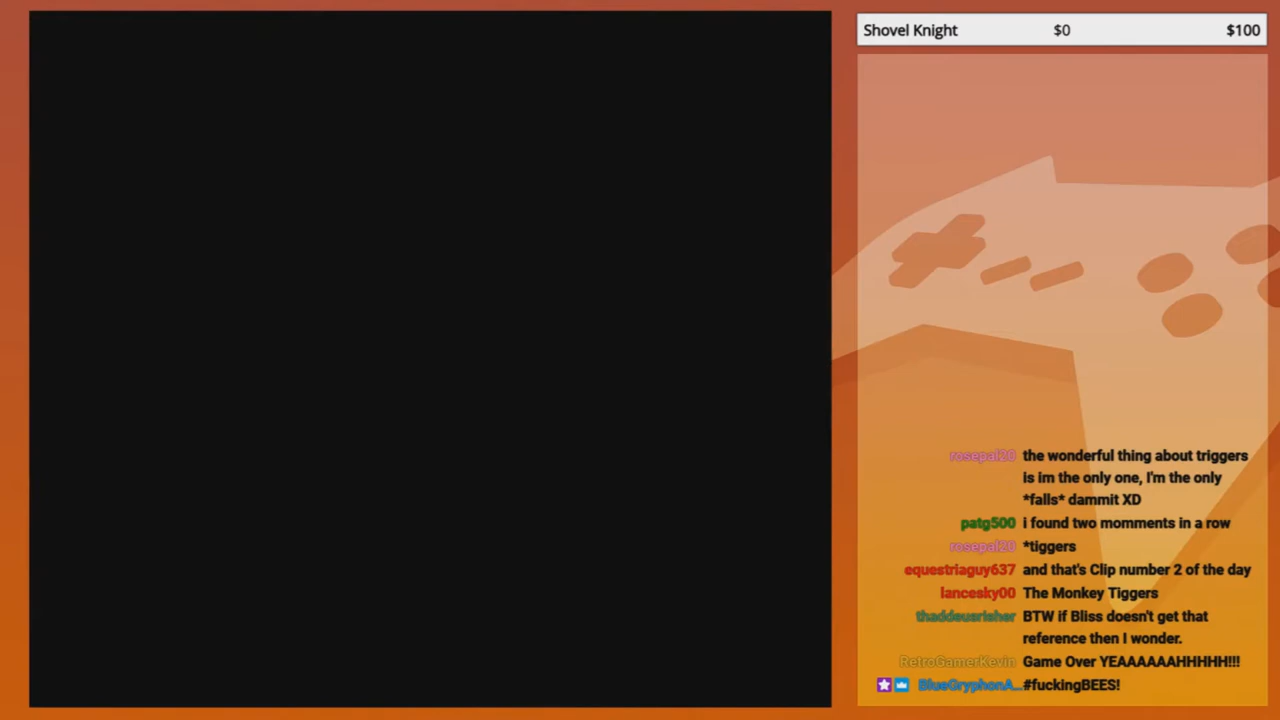 Shovel Knight $0 $100
rosepal20 the wonderful thing about triggers
is im the only one, I'm the only
*falls* dammit XD
patg500 i found two momments in a row
rosepal20 *tiggers
equestriaguy637 and that's Clip number 2 of the day
lancesky00 The Monkey Tiggers
thaddeusrisher BTW if Bliss doesn't get that
reference then I wonder.
RetroGamerKevin Game Over YEAAAAAAHHHHH!!!
BlueGryphonA... #fuckingBEES!